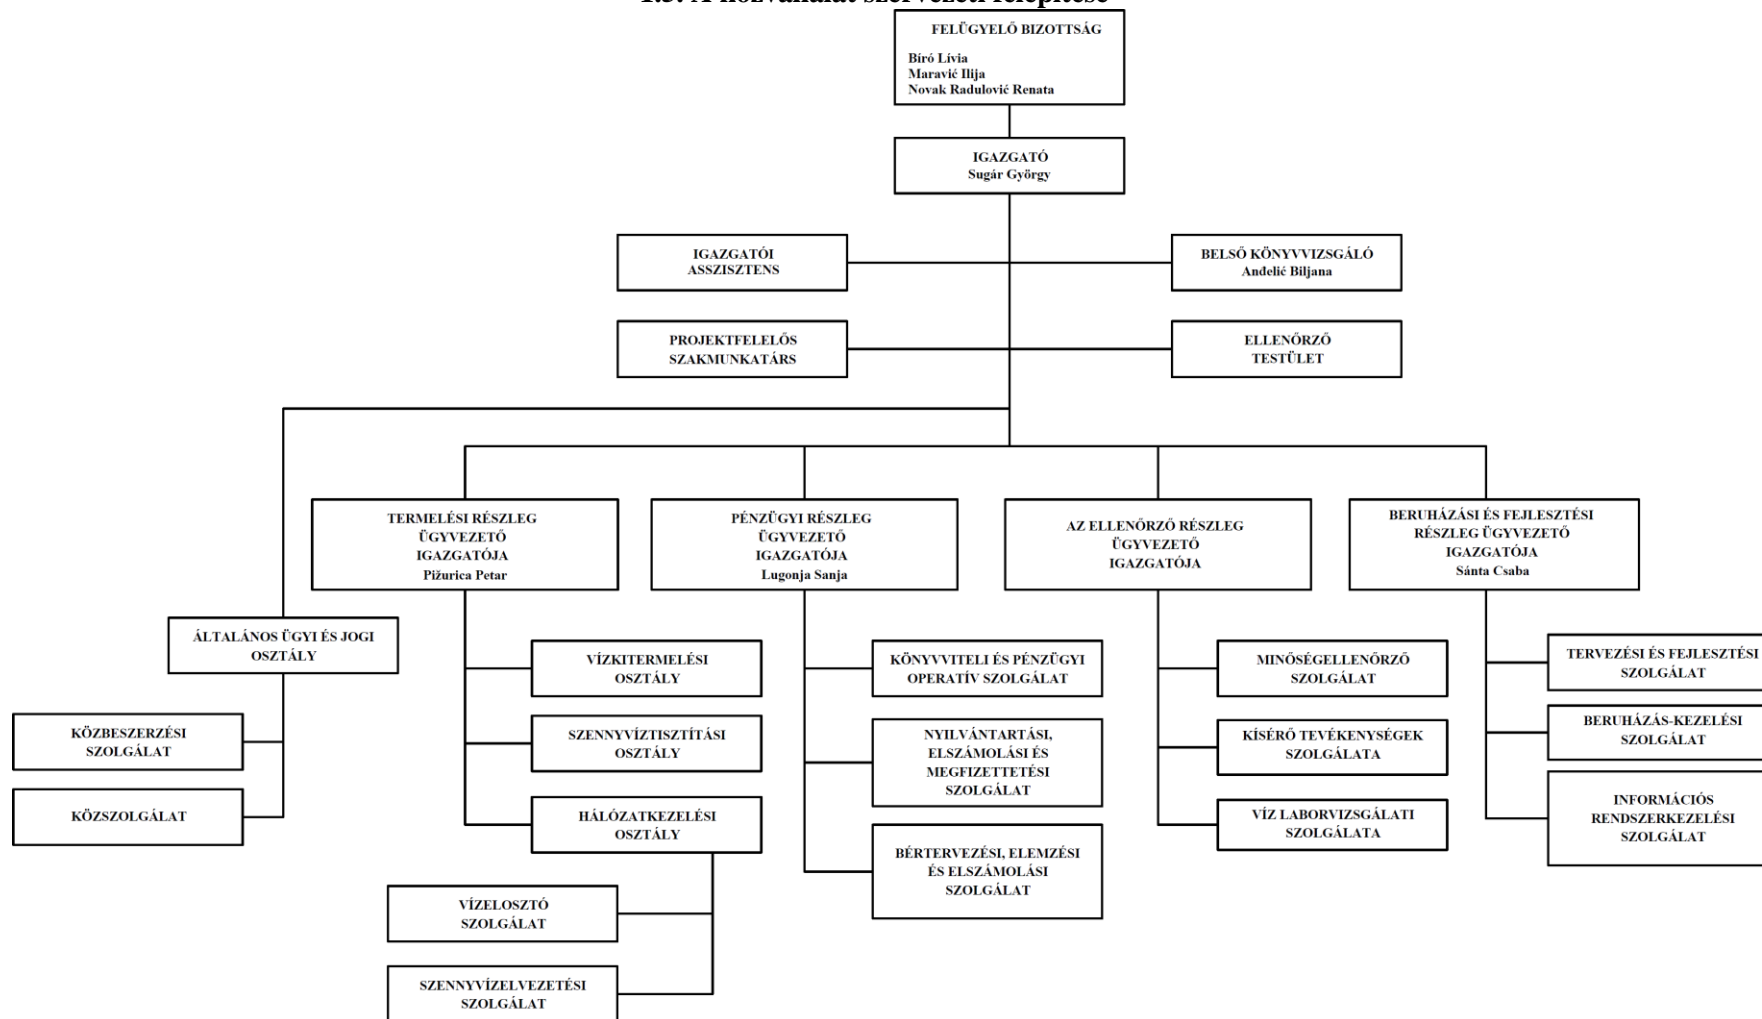 1.3. A közvállalat szervezeti felépítése
FELÜGYELŐ BIZOTTSÁG
Bíró Lívia
Maravić Ilija
Novak Radulović Renata
IGAZGATÓ
Sugár György
IGAZGATÓI
ASSZISZTENS
BELSŐ KÖNYVVIZSGÁLÓ
Anđelić Biljana
PROJEKTFELELŐS
SZAKMUNKATÁRS
ELLENŐRZŐ
TESTÜLET
TERMELÉSI RÉSZLEG
ÜGYVEZETŐ
IGAZGATÓJA
Pižurica Petar
PÉNZÜGYI RÉSZLEG
ÜGYVEZETŐ
IGAZGATÓJA
Lugonja Sanja
AZ ELLENŐRZŐ RÉSZLEG
ÜGYVEZETŐ
IGAZGATÓJA
BERUHÁZÁSI ÉS FEJLESZTÉSI
RÉSZLEG ÜGYVEZETŐ
IGAZGATÓJA
Sánta Csaba
ÁLTALÁNOS ÜGYI ÉS JOGI
OSZTÁLY
KÖZBESZERZÉSI
SZOLGÁLAT
KÖZSZOLGÁLAT
VÍZKITERMELÉSI
OSZTÁLY
SZENNYVÍZTISZTÍTÁSI
OSZTÁLY
HÁLÓZATKEZELÉSI
OSZTÁLY
VÍZELOSZTÓ
SZOLGÁLAT
SZENNYVÍZELVEZETÉSI
SZOLGÁLAT
KÖNYVVITELI ÉS PÉNZÜGYI
OPERATÍV SZOLGÁLAT
NYILVÁNTARTÁSI,
ELSZÁMOLÁSI ÉS
MEGFIZETTETÉSI
SZOLGÁLAT
BÉRTERVEZÉSI, ELEMZÉSI
ÉS ELSZÁMOLÁSI
SZOLGÁLAT
MINŐSÉGELLENŐRZŐ
SZOLGÁLAT
KÍSÉRŐ TEVÉKENYSÉGEK
SZOLGÁLATA
VÍZ LABORVIZSGÁLATI
SZOLGÁLATA
TERVEZÉSI ÉS FEJLESZTÉSI
SZOLGÁLAT
BERUHÁZÁS-KEZELÉSI
SZOLGÁLAT
INFORMÁCIÓS
RENDSZERKEZELÉSI
SZOLGÁLAT